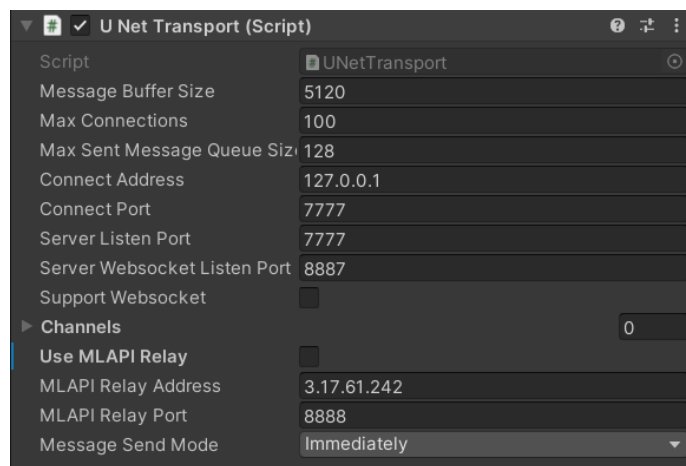 U Net Transport (Script)
Script UNetTransport
Message Buffer Size 5120
Max Connections 100
Max Sent Message Queue Siz 128
Connect Address 127.0.0.1
Connect Port 7777
Server Listen Port 7777
Server Websocket Listen Port 8887
Support Websocket
Channels 0
Use MLAPI Relay
MLAPI Relay Address 3.17.61.242
MLAPI Relay Port 8888
Message Send Mode Immediately